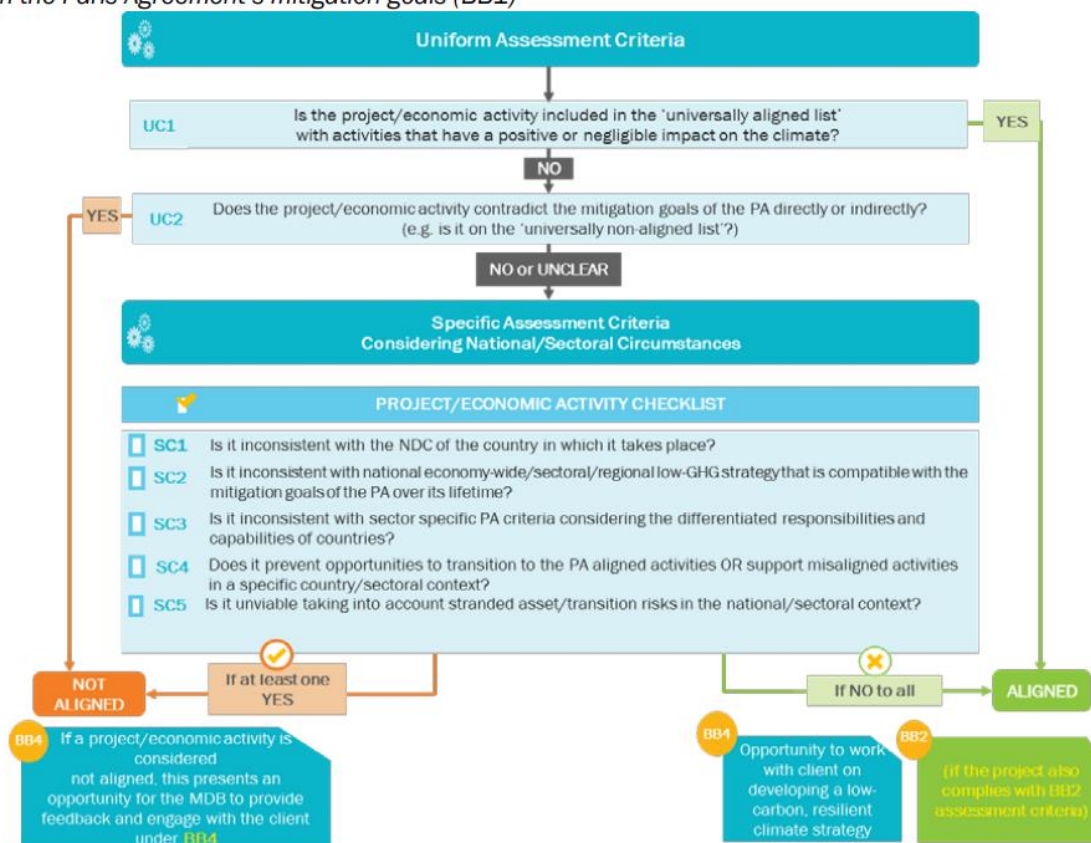 the Paris Agreement's mitigation goals (BB1)
Uniform Assessment Criteria
UC1
Is the project/economic activity included in the 'universally aligned list'
with activities that have a positive or negligible impact on the climate?
YES
NO
YES
UC2
Does the project/economic activity contradict the mitigation goals of the PA directly or indirectly?
(e.g. is it on the 'universally non-aligned list'?)
NO or UNCLEAR
Specific Assessment Criteria
Considering National/Sectoral Circumstances
PROJECT/ECONOMIC ACTIVITY CHECKLIST
SC1 Is it inconsistent with the NDC of the country in which it takes place?
SC2 Is it inconsistent with national economy-wide/sectoral/regional low-GHG strategy that is compatible with the
mitigation goals of the PA over its lifetime?
SC3 Is it inconsistent with sector specific PA criteria considering the differentiated responsibilities and
capabilities of countries?
SC4 Does it prevent opportunities to transition to the PA aligned activities OR support misaligned activities
in a specific country/sectoral context?
SC5 Is it unviable taking into account stranded asset/transition risks in the national/sectoral context?
NOT
ALIGNED
If at least one
YES
If NO to all
ALIGNED
BB4
If a project/economic activity is
considered
not aligned, this presents an
opportunity for the MDB to provide
feedback and engage with the client
under BB4
BB4
Opportunity to work
with client on
developing a low-
carbon, resilient
climate strategy
BB2
(if the project also
complies with BB2
assessment criteria)